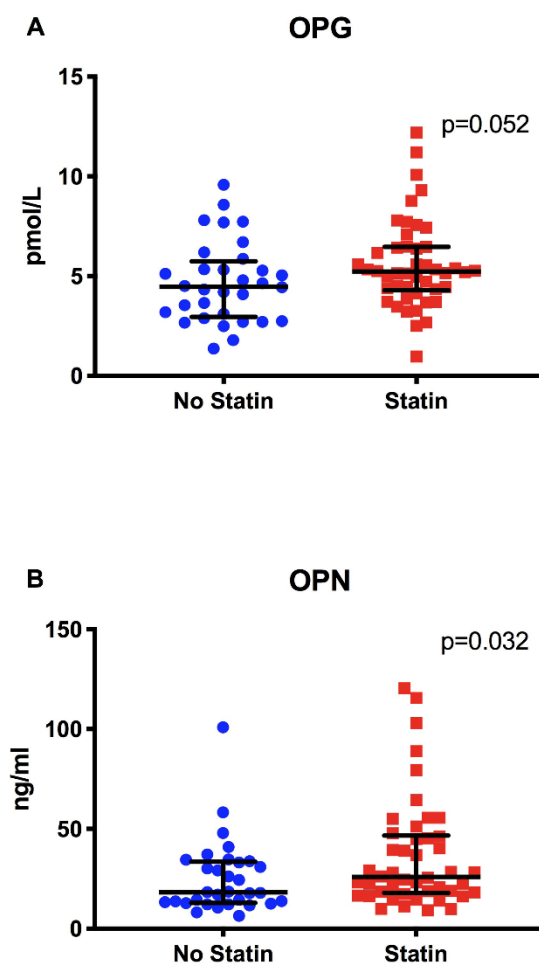 A
OPG
15
10
5
0
pmol/L
p=0.052
No Statin
Statin
B
OPN
150
100
50
0
ng/ml
p=0.032
No Statin
Statin